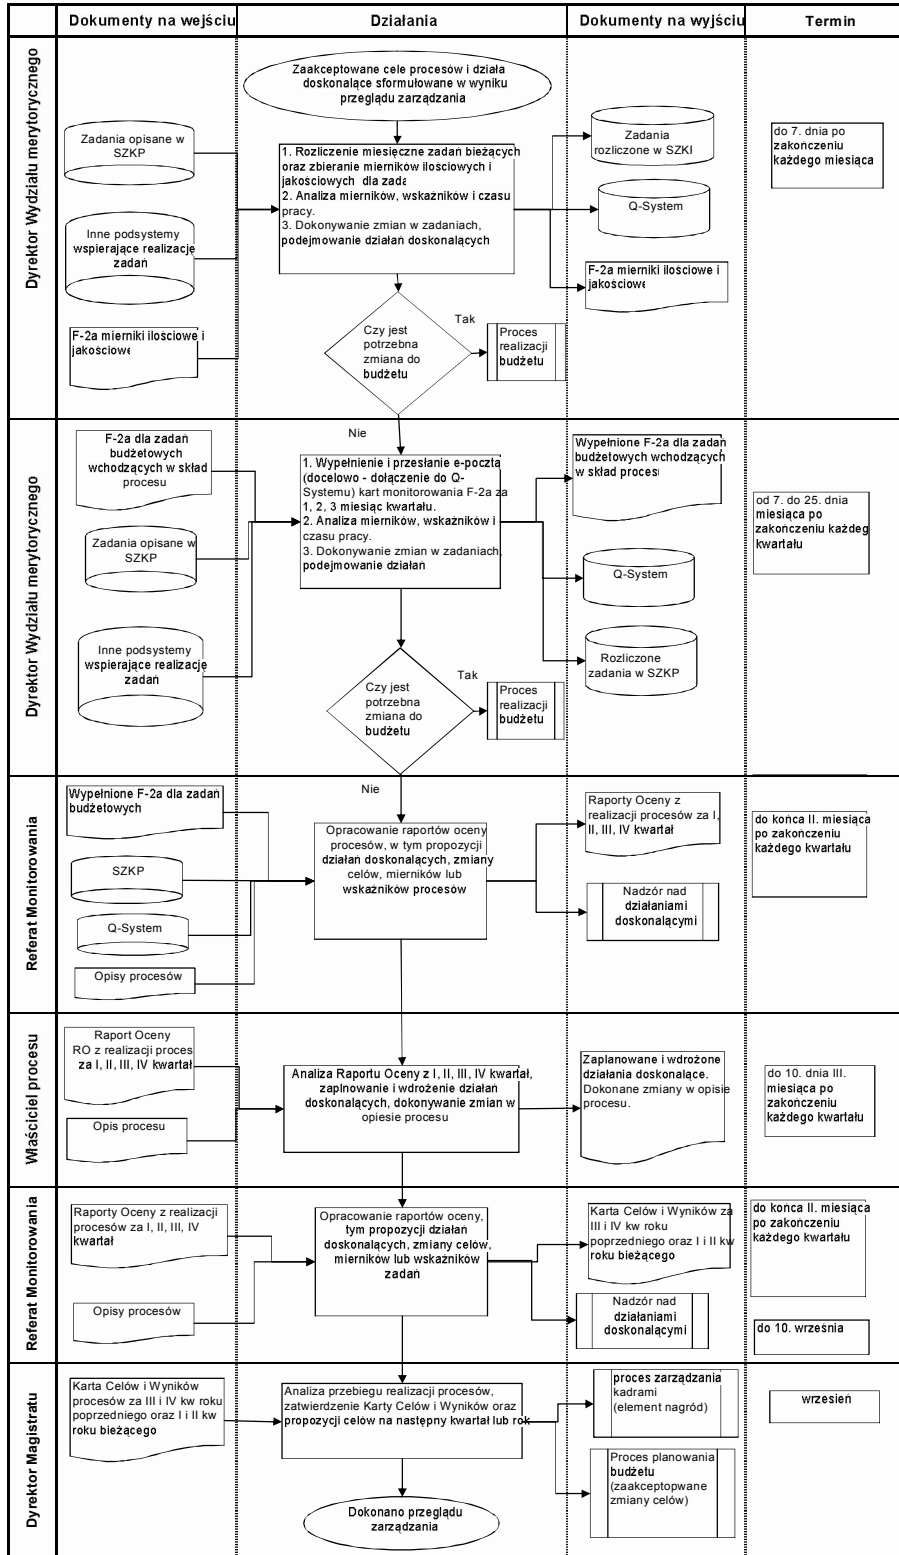 Dokumenty na wejściu
Działania
Dokumenty na wyjściu
Termin
Dyrektor Wydziału merytorycznego
Zaakceptowane cele procesów i działa
doskonalące sformułowane w wyniku
przeglądu zarządzania
Zadania opisane w
SZKP
Inne podsystemy
wspierające realizację
zadań
F-2a mierniki ilościowe i
jakościowe
1. Rozliczenie miesięczne zadań bieżących
oraz zbieranie mierników ilościowych i
jakościowych dla zada
2. Analiza mierników, wskaźników i czasu
pracy.
3. Dokonywanie zmian w zadaniach,
podejmowanie działań doskonalących
Zadania
rozliczone w SZKI
Q-System
F-2a mierniki ilościowe i
jakościowe
do 7. dnia po
zakończeniu
każdego miesiąca
Czy jest
potrzebna
zmiana do
budżetu
Tak
Proces
realizacji
budżetu
Nie
Dyrektor Wydziału merytorycznego
F-2a dla zadań
budżetowych
wchodzących w skład
procesu
Zadania opisane w
SZKP
Inne podsystemy
wspierające realizację
zadań
1. Wypełnienie i przesłanie e-poczta
(docelowo - dołączenie do Q-
Systemu) kart monitorowania F-2a za
1, 2, 3 miesiąc kwartału.
2. Analiza mierników, wskaźników i
czasu pracy.
3. Dokonywanie zmian w zadaniach,
podejmowanie działań
Wypełnione F-2a dla zadań
budżetowych wchodzących
w skład procesu
Q-System
Rozliczone
zadania w SZKP
od 7. do 25. dnia
miesiąca po
zakończeniu każdeg
kwartału
Czy jest
potrzebna
zmiana do
budżetu
Tak
Proces
realizacji
budżetu
Nie
Referat Monitorowania
Wypełnione F-2a dla zadań
budżetowych
SZKP
Q-System
Opisy procesów
Opracowanie raportów oceny
procesów, w tym propozycji
działań doskonalących, zmiany
celów, mierników lub
wskaźników procesów
Raporty Oceny z
realizacji procesów za I,
II, III, IV kwartał
Nadzór nad
działaniami
doskonalącymi
do końca II. miesiąca
po zakończeniu
każdego kwartału
Właściciel procesu
Raport Oceny
RO z realizacji proces
za I, II, III, IV kwartał
Opis procesu
Analiza Raportu Oceny z I, II, III, IV kwartał,
zaplnowanie i wdrożenie działań
doskonalących, dokonywanie zmian w
opiesie procesu
Zaplanowane i wdrożone
działania doskonalące.
Dokonane zmiany w opisie
procesu.
do 10. dnia III.
miesiąca po
zakończeniu
każdego kwartału
Referat Monitorowania
Raporty Oceny z realizacji
procesów za I, II, III, IV
kwartał
Opisy procesów
Opracowanie raportów oceny,
tym propozycji działań
doskonalących, zmiany celów,
mierników lub wskaźników
zadań
Karta Celów i Wyników za
III i IV kw roku
poprzedniego oraz I i II kw
roku bieżącego
Nadzór nad
działaniami
doskonalącymi
do końca II. miesiąca
po zakończeniu
każdego kwartału
do 10. września
Dyrektor Magistratu
Karta Celów i Wyników
procesów za III i IV kw roku
poprzedniego oraz I i II kw
roku bieżącego
Analiza przebiegu realizacji procesów,
zatwierdzenie Karty Celów i Wyników oraz
propozycji celów na następny kwartał lub rok
proces zarządzania
kadrami
(element nagród)
Proces planowania
budżetu
(zaakceptopwane
zmiany celów)
wrzesień
Dokonano przeglądu
zarządzania